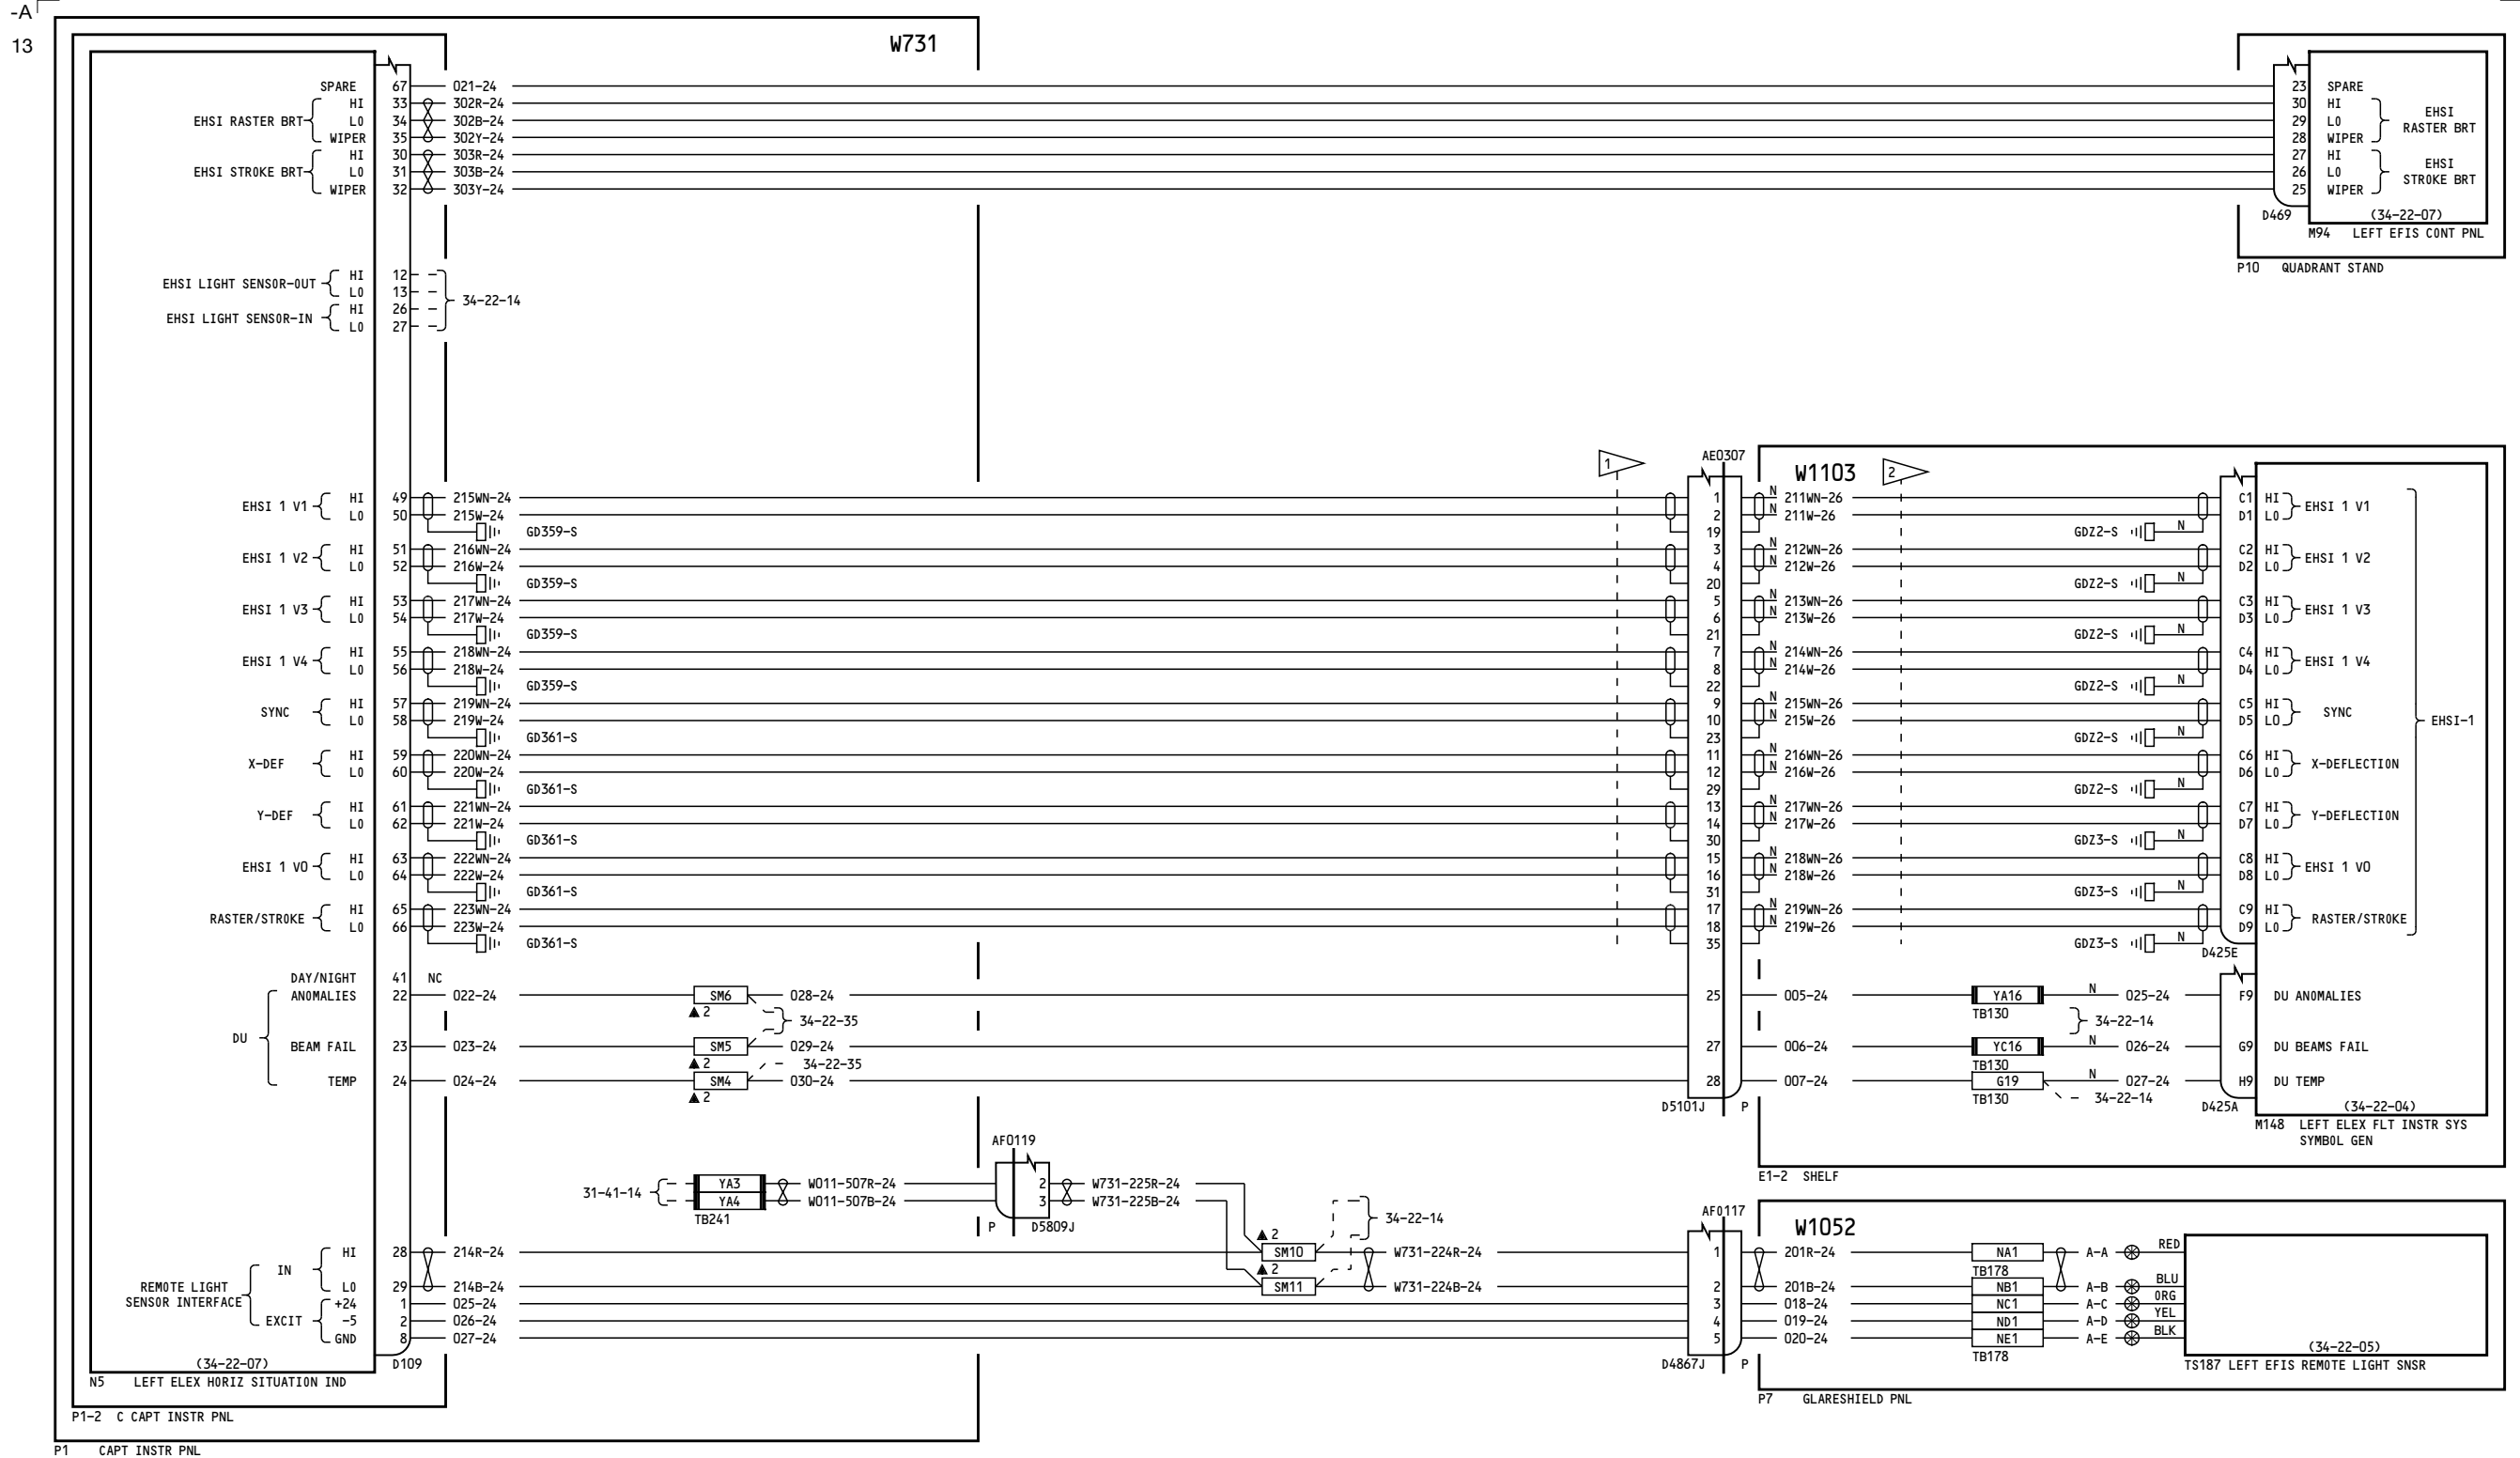 -A
13
W731
SPARE 67 021-24 23 SPARE
HI 33 302R-24 30 HI
EHSI RASTER BRT LO 34 302B-24 29 LO EHSI RASTER BRT
WIPER 35 302Y-24 28 WIPER
HI 30 303R-24 27 HI
EHSI STROKE BRT LO 31 303B-24 26 LO EHSI STROKE BRT
WIPER 32 303Y-24 25 WIPER
D469 (34-22-07)
M94 LEFT EFIS CONT PNL
P10 QUADRANT STAND
EHSI LIGHT SENSOR-OUT HI 12
LO 13 34-22-14
EHSI LIGHT SENSOR-IN HI 26
LO 27
1 AE0307 W1103 2
EHSI 1 V1 HI 49 215WN-24 1 N 211WN-26 C1 HI EHSI 1 V1
LO 50 215W-24 2 N 211W-26 D1 LO
GD359-S 19 GDZ2-S N
EHSI 1 V2 HI 51 216WN-24 3 N 212WN-26 C2 HI EHSI 1 V2
LO 52 216W-24 4 N 212W-26 D2 LO
GD359-S 20 GDZ2-S N
EHSI 1 V3 HI 53 217WN-24 5 N 213WN-26 C3 HI EHSI 1 V3
LO 54 217W-24 6 N 213W-26 D3 LO
GD359-S 21 GDZ2-S N
EHSI 1 V4 HI 55 218WN-24 7 N 214WN-26 C4 HI EHSI 1 V4
LO 56 218W-24 8 N 214W-26 D4 LO
GD359-S 22 GDZ2-S N
SYNC HI 57 219WN-24 9 N 215WN-26 C5 HI SYNC
LO 58 219W-24 10 N 215W-26 D5 LO EHSI-1
GD361-S 23 GDZ2-S N
X-DEF HI 59 220WN-24 11 N 216WN-26 C6 HI X-DEFLECTION
LO 60 220W-24 12 N 216W-26 D6 LO
GD361-S 29 GDZ2-S N
Y-DEF HI 61 221WN-24 13 N 217WN-26 C7 HI Y-DEFLECTION
LO 62 221W-24 14 N 217W-26 D7 LO
GD361-S 30 GDZ3-S N
EHSI 1 VO HI 63 222WN-24 15 N 218WN-26 C8 HI EHSI 1 VO
LO 64 222W-24 16 N 218W-26 D8 LO
GD361-S 31 GDZ3-S N
RASTER/STROKE HI 65 223WN-24 17 N 219WN-26 C9 HI RASTER/STROKE
LO 66 223W-24 18 N 219W-26 D9 LO
GD361-S 35 GDZ3-S N
D425E
DAY/NIGHT 41 NC
ANOMALIES 22 022-24 SM6 028-24 25 005-24 YA16 N 025-24 F9 DU ANOMALIES
▲ 2 TB130
34-22-35 34-22-14
DU
BEAM FAIL 23 023-24 SM5 029-24 27 006-24 YC16 N 026-24 G9 DU BEAMS FAIL
▲ 2 34-22-35 TB130
TEMP 24 024-24 SM4 030-24 28 007-24 G19 N 027-24 H9 DU TEMP
▲ 2 TB130 34-22-14
D5101J P D425A (34-22-04)
M148 LEFT ELEX FLT INSTR SYS
SYMBOL GEN
E1-2 SHELF
AF0119
31-41-14 YA3 W011-507R-24 2 W731-225R-24
YA4 W011-507B-24 3 W731-225B-24
TB241 P D5809J
34-22-14 AF0117 W1052
▲ 2
HI 28 214R-24 SM10 W731-224R-24 1 201R-24 NA1 A-A RED
IN ▲ 2 TB178
REMOTE LIGHT SENSOR INTERFACE LO 29 214B-24 SM11 W731-224B-24 2 201B-24 NB1 A-B BLU
+24 1 025-24 3 018-24 NC1 A-C ORG
EXCIT -5 2 026-24 4 019-24 ND1 A-D YEL
GND 8 027-24 5 020-24 NE1 A-E BLK
TB178
(34-22-07) D109 D4867J P (34-22-05)
TS187 LEFT EFIS REMOTE LIGHT SNSR
N5 LEFT ELEX HORIZ SITUATION IND
P7 GLARESHIELD PNL
P1-2 C CAPT INSTR PNL
P1 CAPT INSTR PNL